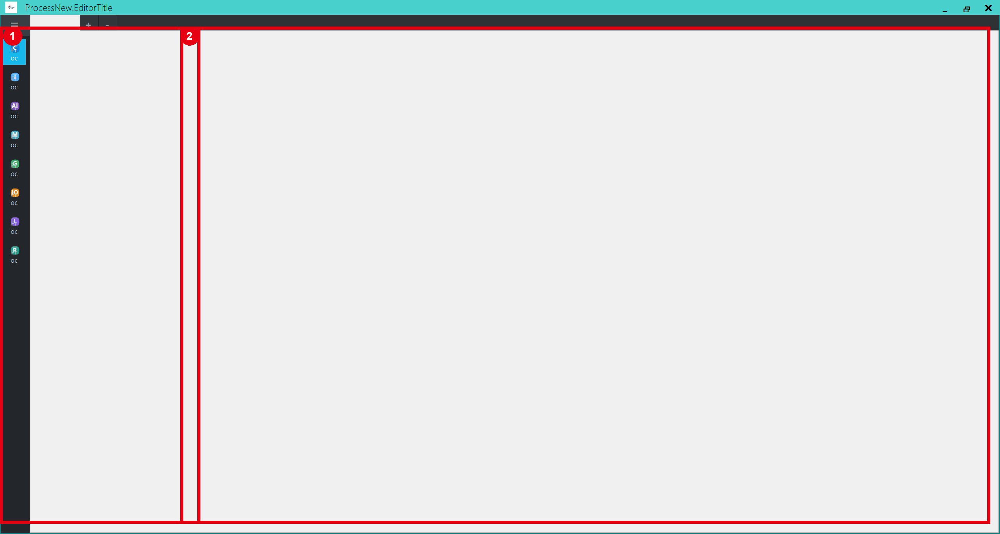 ProcessNew.EditorTitle
+ -
1
2
C
OC
I
OC
AI
OC
M
OC
G
OC
IO
OC
L
OC
R
OC